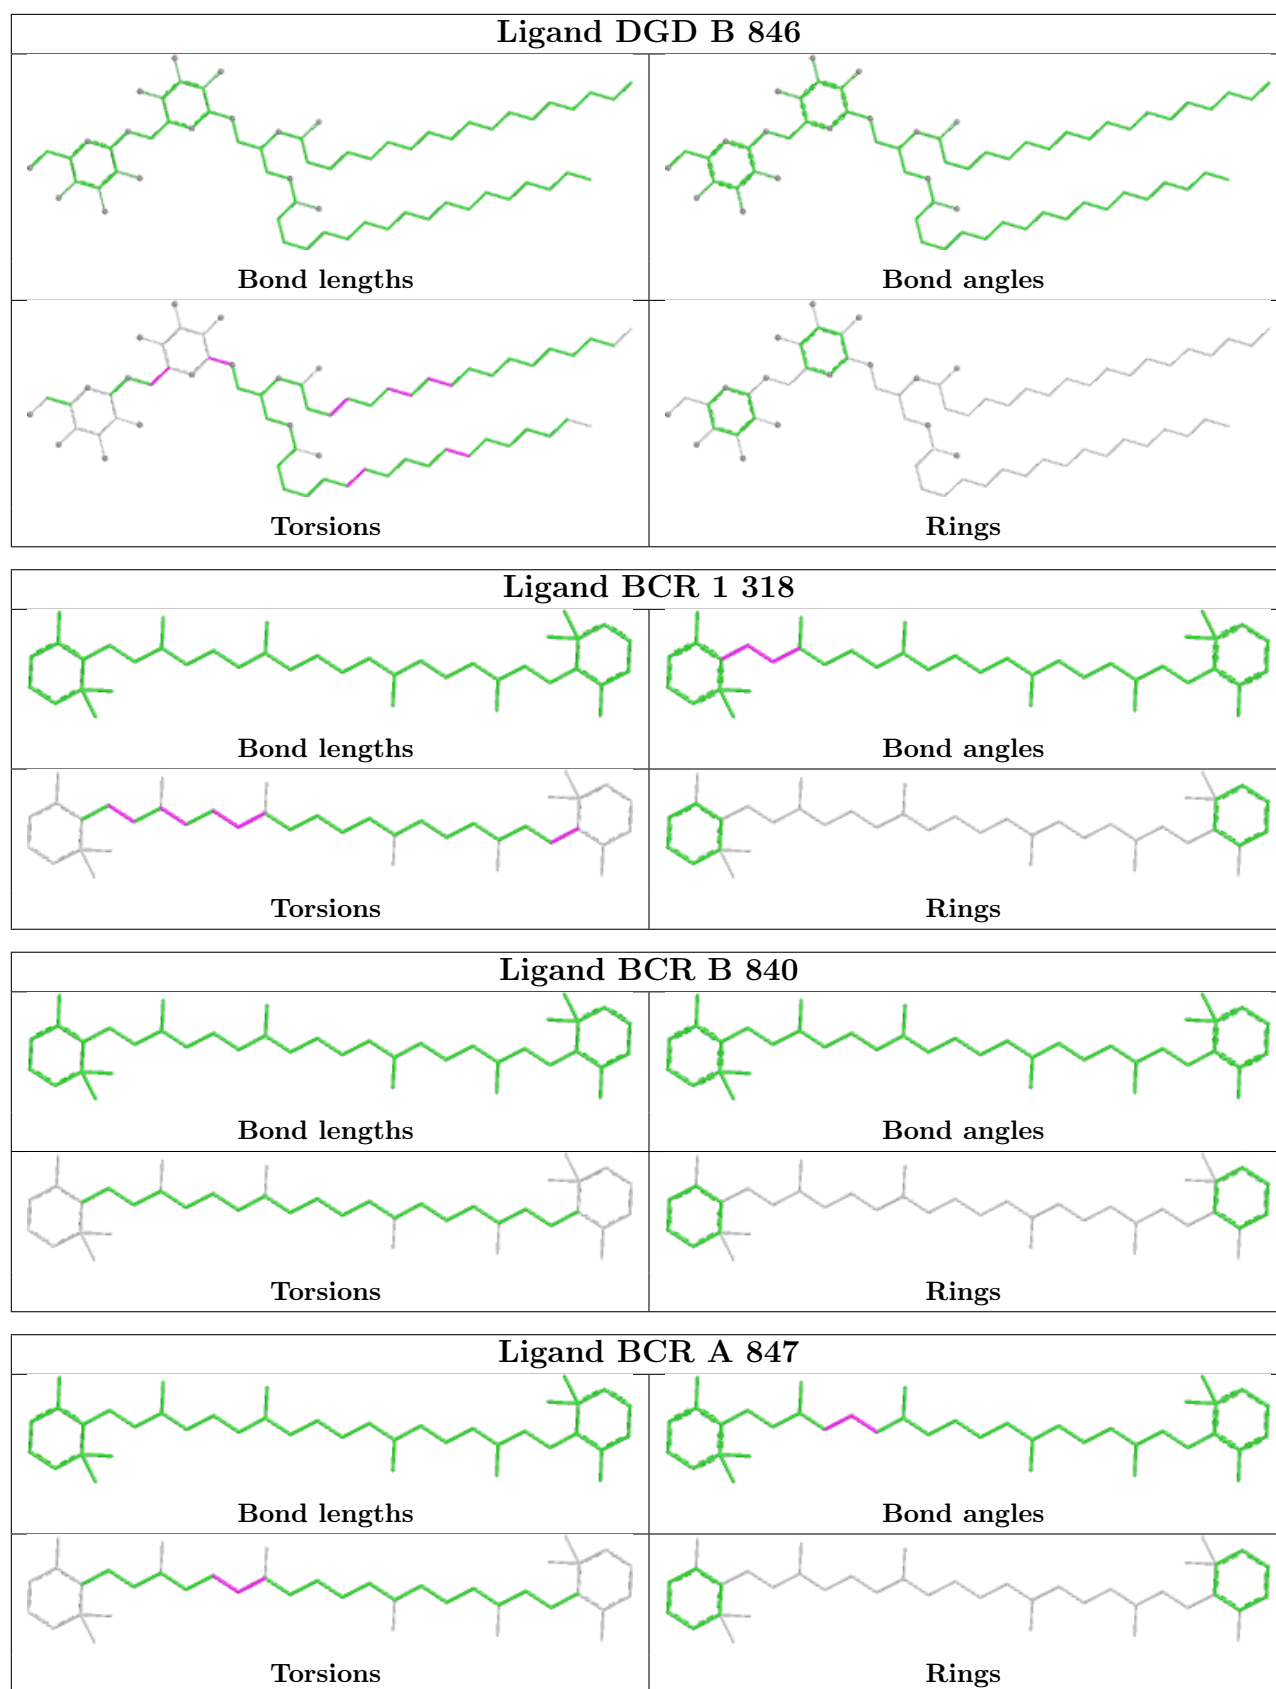 Ligand DGD B 846
Bond lengths
Bond angles
Torsions
Rings
Ligand BCR 1 318
Bond lengths
Bond angles
Torsions
Rings
Ligand BCR B 840
Bond lengths
Bond angles
Torsions
Rings
Ligand BCR A 847
Bond lengths
Bond angles
Torsions
Rings